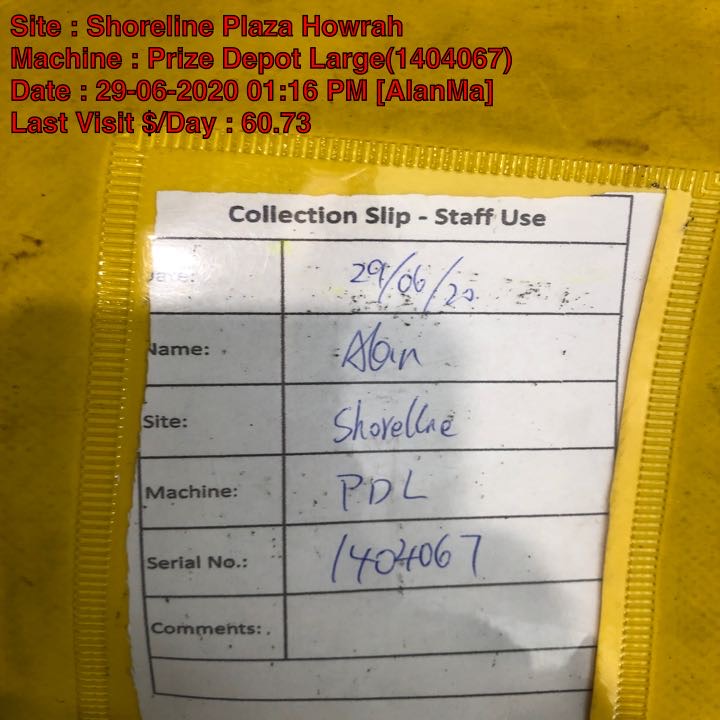 Site : Shoreline Plaza Howrah
Machine : Prize Depot Large(1404067)
Date : 29-06-2020 01:16 PM [AlanMa]
Last Visit $/Day : 60.73
Collection Slip - Staff Use
Date: 29/06/20
Name: Alan
Site: Shoreline
Machine: PDL
Serial No.: 1404067
Comments: